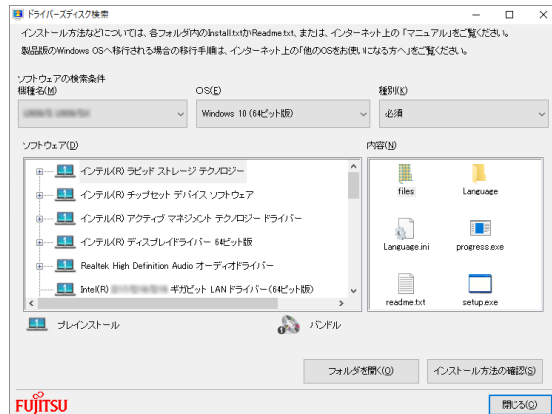 ドライバーズディスク検索
インストール方法などについては、各フォルダ内のInstall.txtかReadme.txt、または、インターネット上の「マニュアル」をご覧ください。
製品版のWindows OSへ移行される場合の移行手順は、インターネット上の「他のOSをお使いになる方へ」をご覧ください。
ソフトウェアの検索条件
機種名(M) OS(E) 種別(K)
Windows 10 (64ビット版) 必須
ソフトウェア(D) 内容(N)
インテル(R) ラピッド ストレージ テクノロジー
インテル(R) チップセット デバイス ソフトウェア
インテル(R) アクティブ マネジメント テクノロジー ドライバー
インテル(R) ディスプレイドライバー 64ビット版
Realtek High Definition Audio オーディオドライバー
Intel(R) ギガビット LAN ドライバー(64ビット版)
files Language
Language.ini progress.exe
readme.txt setup.exe
プレインストール バンドル
フォルダを開く(O) インストール方法の確認(S)
FUJITSU 閉じる(C)